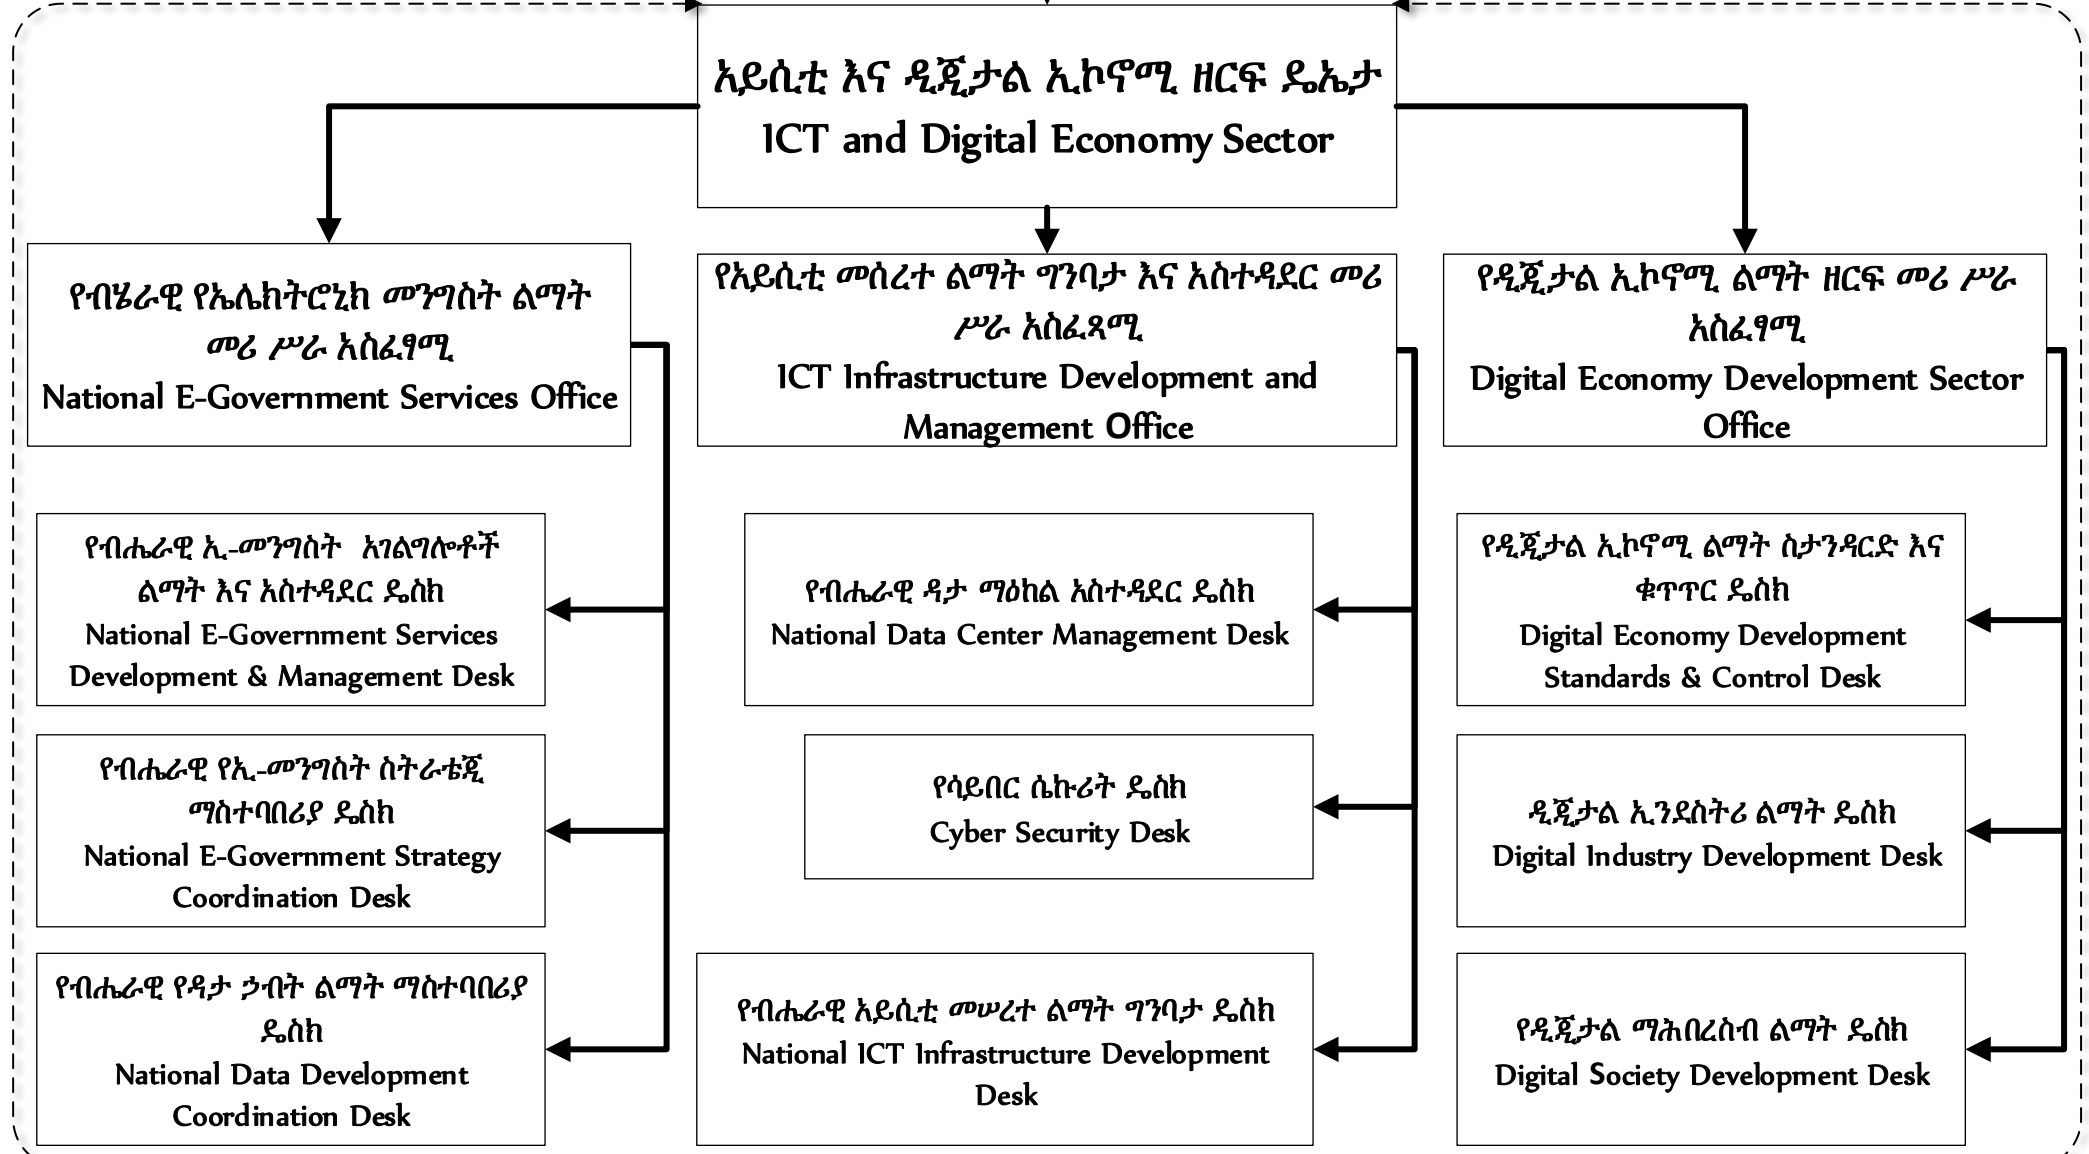 አይሲቲ እና ዲጂታል ኢኮኖሚ ዘርፍ ዴኤታ
ICT and Digital Economy Sector
የብሄራዊ የኤሌክትሮኒክ መንግስት ልማት
መሪ ሥራ አስፈፃሚ
National E-Government Services Office
የአይሲቲ መሰረተ ልማት ግንባታ እና አስተዳደር መሪ
ሥራ አስፈጻሚ
ICT Infrastructure Development and
Management Office
የዲጂታል ኢኮኖሚ ልማት ዘርፍ መሪ ሥራ
አስፈፃሚ
Digital Economy Development Sector
Office
የብሔራዊ ኢ-መንግስት አገልግሎቶች
ልማት እና አስተዳደር ዴስክ
National E-Government Services
Development & Management Desk
የብሔራዊ ዳታ ማዕከል አስተዳደር ዴስክ
National Data Center Management Desk
የዲጂታል ኢኮኖሚ ልማት ስታንዳርድ እና
ቁጥጥር ዴስክ
Digital Economy Development
Standards & Control Desk
የብሔራዊ የኢ-መንግስት ስትራቴጂ
ማስተባበሪያ ዴስክ
National E-Government Strategy
Coordination Desk
የሳይበር ሴኩሪት ዴስክ
Cyber Security Desk
ዲጂታል ኢንደስትሪ ልማት ዴስክ
Digital Industry Development Desk
የብሔራዊ የዳታ ኃብት ልማት ማስተባበሪያ
ዴስክ
National Data Development
Coordination Desk
የብሔራዊ አይሲቲ መሠረተ ልማት ግንባታ ዴስክ
National ICT Infrastructure Development
Desk
የዲጂታል ማሕበረስብ ልማት ዴስክ
Digital Society Development Desk